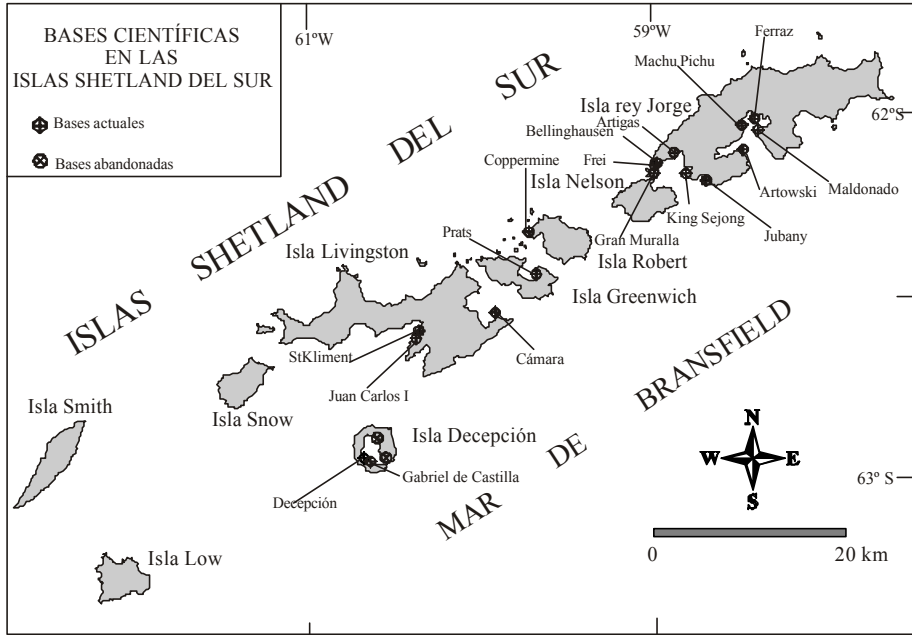 BASES CIENTÍFICAS
EN LAS
ISLAS SHETLAND DEL SUR
Bases actuales
Bases abandonadas
61ºW
59ºW
Ferraz
Machu Pichu
Isla rey Jorge
62ºS
Artigas
Bellinghausen
Coppermine
Frei
Isla Nelson
Artowski
Maldonado
King Sejong
Jubany
Gran Muralla
Prats
Isla Robert
Isla Livingston
Isla Greenwich
ISLAS SHETLAND DEL SUR
StKliment
Cámara
Juan Carlos I
Isla Snow
Isla Smith
Isla Decepción
Gabriel de Castilla
Decepción
MAR DE BRANSFIELD
N
W E
S
63º S
Isla Low
0 20 km